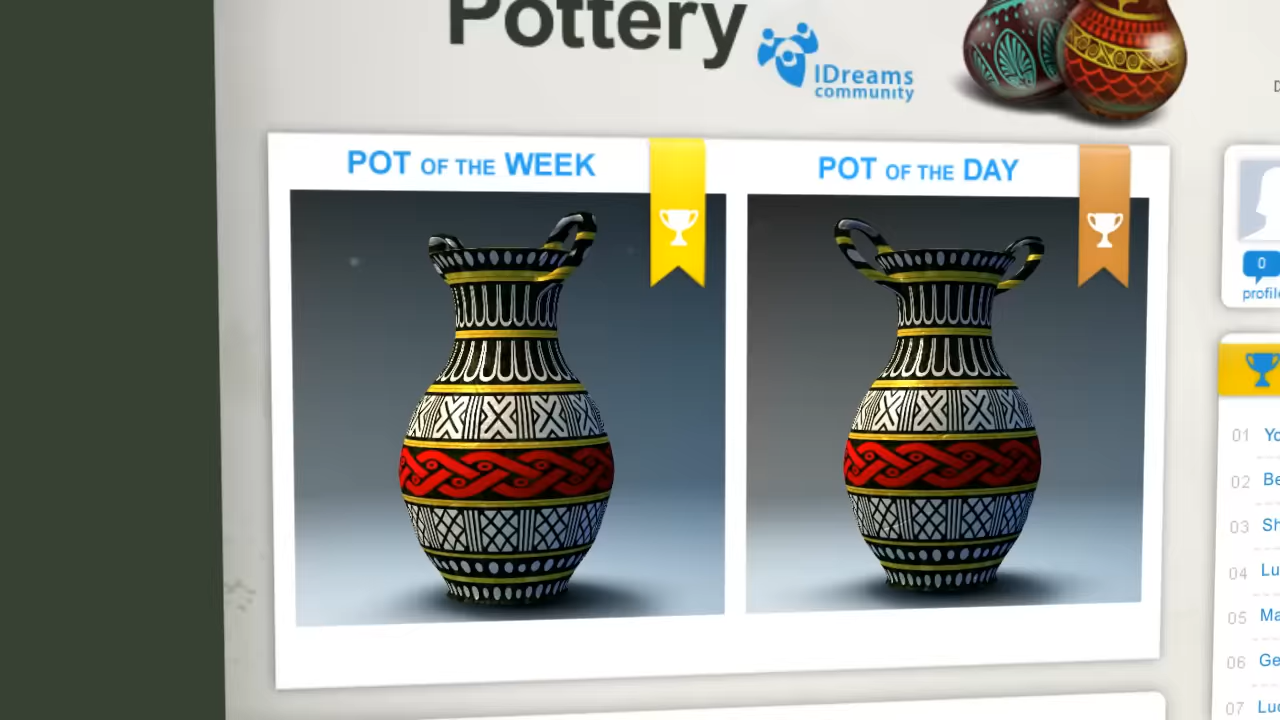 Pottery
IDreams
community
POT OF THE WEEK
POT OF THE DAY
0
profile
01
02
03
04
05
06
07